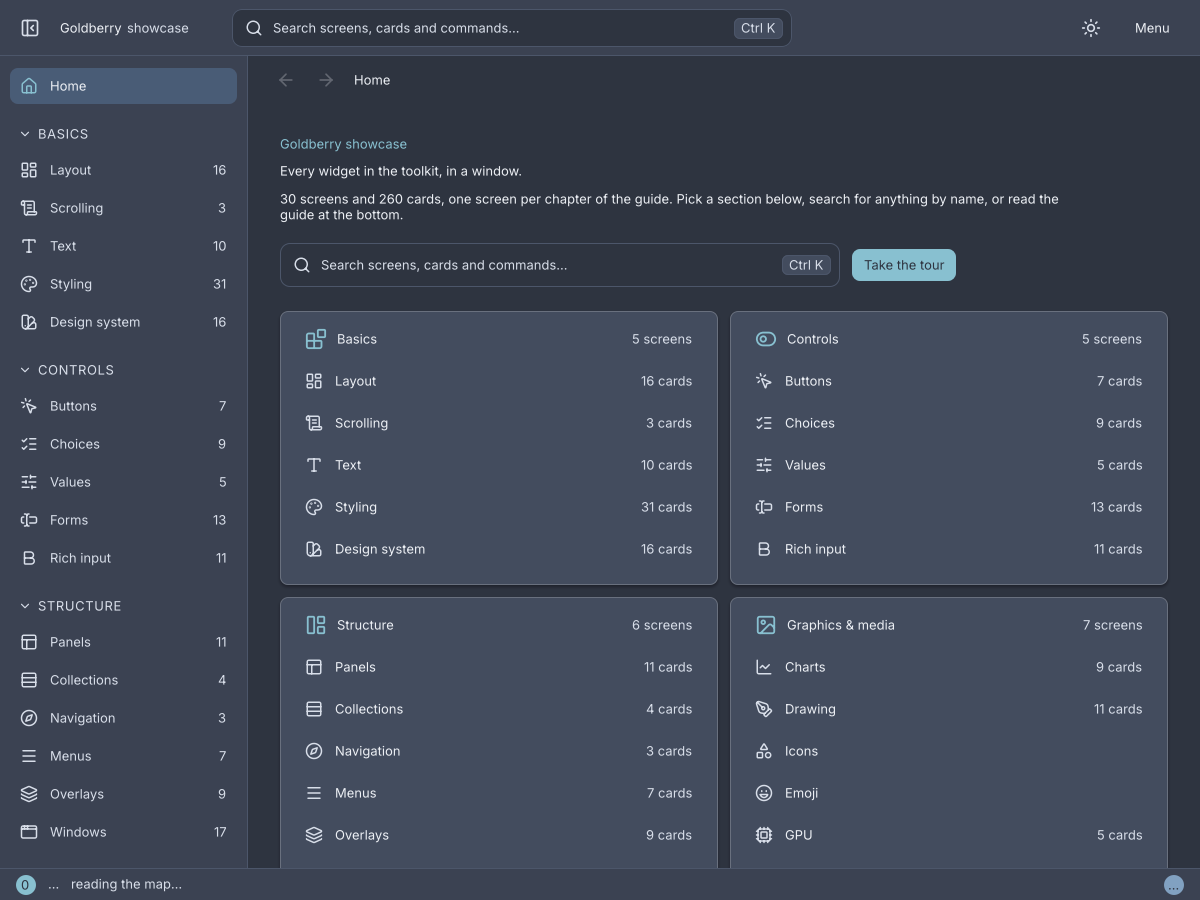 Goldberry showcase
Search screens, cards and commands...
Ctrl K
Menu
Home
BASICS
Layout 16
Scrolling 3
Text 10
Styling 31
Design system 16
CONTROLS
Buttons 7
Choices 9
Values 5
Forms 13
Rich input 11
STRUCTURE
Panels 11
Collections 4
Navigation 3
Menus 7
Overlays 9
Windows 17
Home
Goldberry showcase
Every widget in the toolkit, in a window.
30 screens and 260 cards, one screen per chapter of the guide. Pick a section below, search for anything by name, or read the
guide at the bottom.
Search screens, cards and commands...
Ctrl K
Take the tour
Basics 5 screens
Layout 16 cards
Scrolling 3 cards
Text 10 cards
Styling 31 cards
Design system 16 cards
Controls 5 screens
Buttons 7 cards
Choices 9 cards
Values 5 cards
Forms 13 cards
Rich input 11 cards
Structure 6 screens
Panels 11 cards
Collections 4 cards
Navigation 3 cards
Menus 7 cards
Overlays 9 cards
Graphics & media 7 screens
Charts 9 cards
Drawing 11 cards
Icons
Emoji
GPU 5 cards
0 ... reading the map...
...